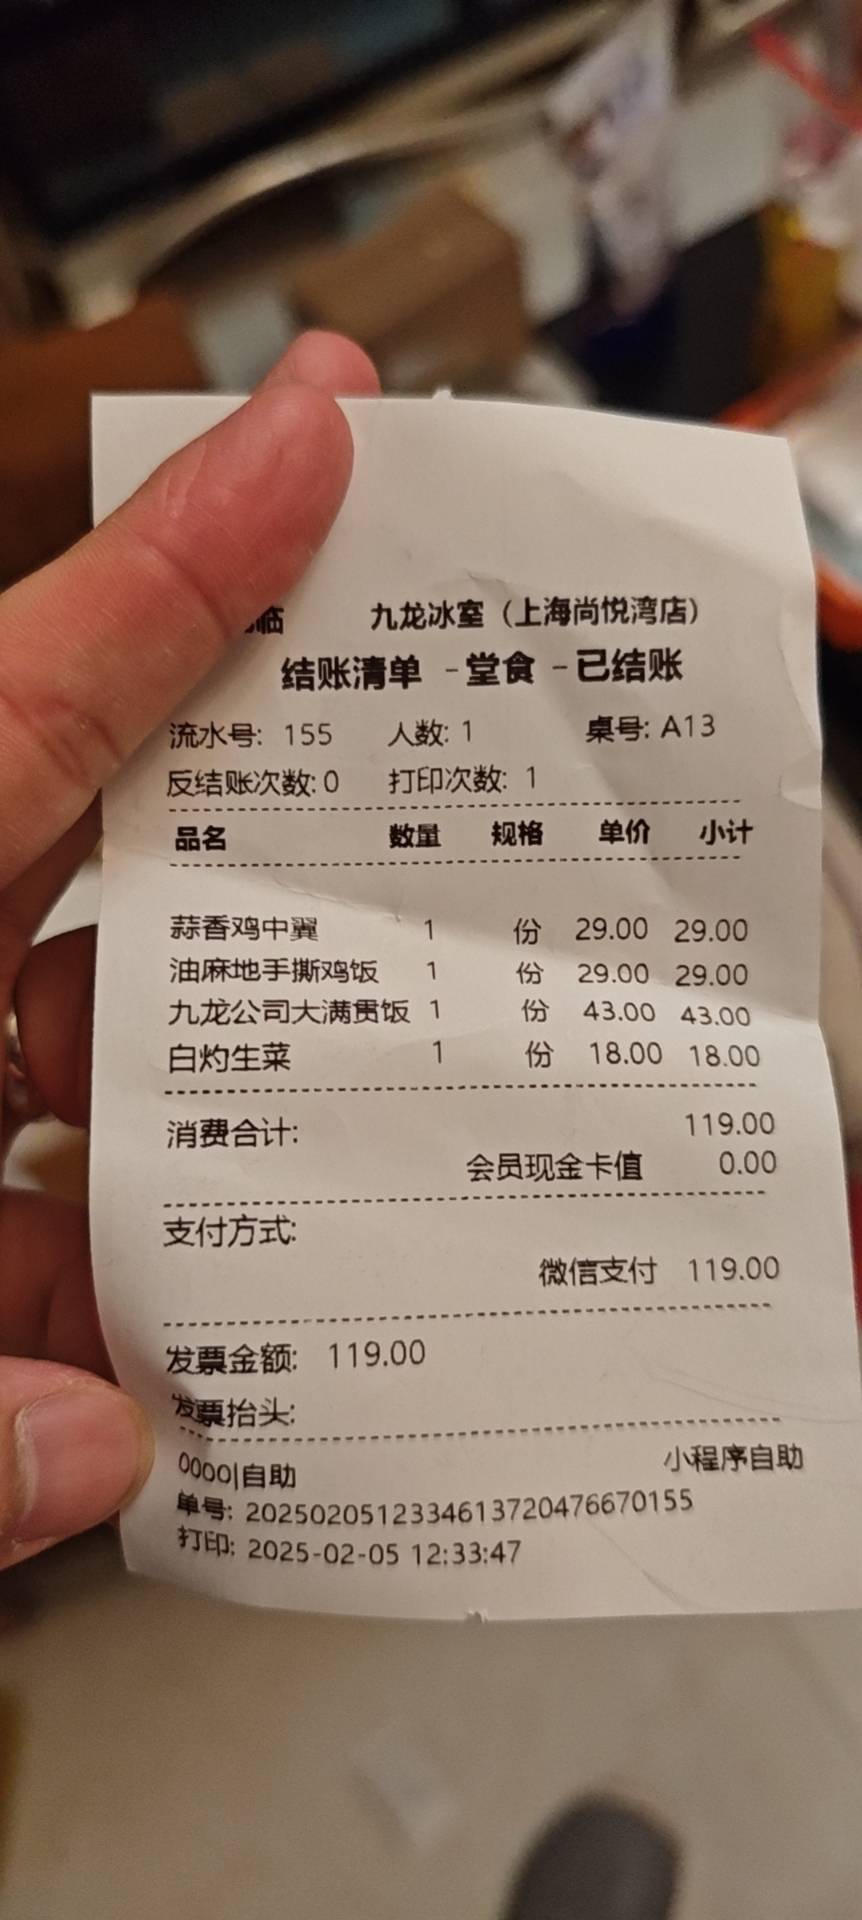 临 九龙冰室（上海尚悦湾店）
结账清单 -堂食 -已结账
流水号: 155 人数: 1 桌号: A13
反结账次数: 0 打印次数: 1
品名 数量 规格 单价 小计
蒜香鸡中翼 1 份 29.00 29.00
油麻地手撕鸡饭 1 份 29.00 29.00
九龙公司大满贯饭 1 份 43.00 43.00
白灼生菜 1 份 18.00 18.00
消费合计: 119.00
会员现金卡值 0.00
支付方式:
微信支付 119.00
发票金额: 119.00
发票抬头:
0000|自助 小程序自助
单号: 2025020512334613720476670155
打印: 2025-02-05 12:33:47